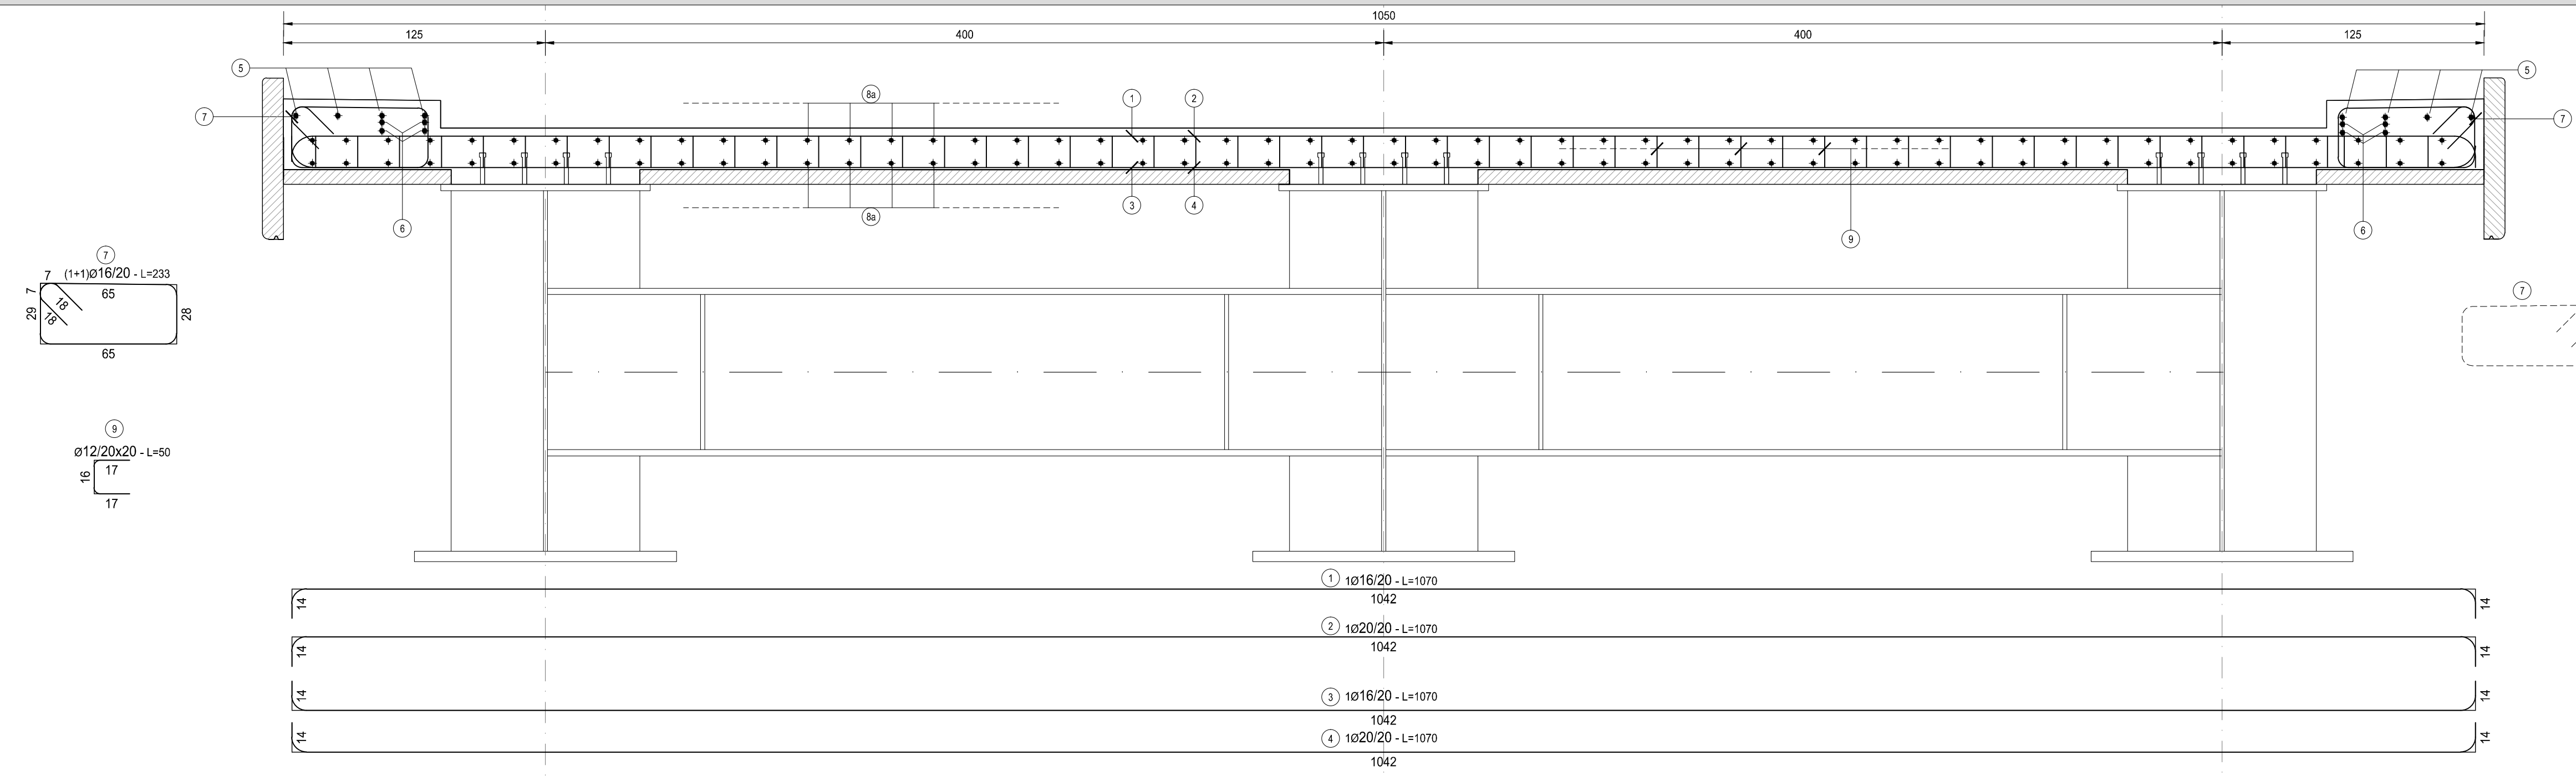 1050
125 400 400 125
5 5
8a 1 2
7 7
8a 3 4
6 6
9
7
7 (1+1)Ø16/20 - L=233
65
7
18
29
18
28
65
7
9
Ø12/20x20 - L=50
17
16
17
1 1Ø16/20 - L=1070
14 1042 14
2 1Ø20/20 - L=1070
14 1042 14
3 1Ø16/20 - L=1070
14 1042 14
4 1Ø20/20 - L=1070
14 1042 14